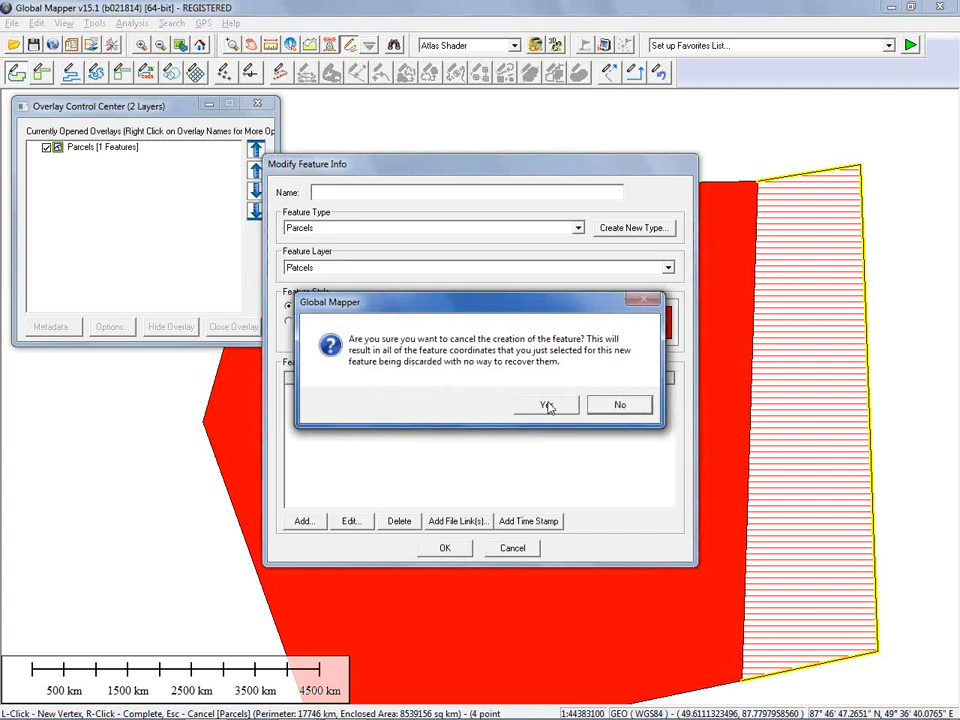 Global Mapper v15.1 (b021814) [64-bit] - REGISTERED
File Edit View Tools Analysis Search GPS Help
Atlas Shader
Set up Favorites List...
Overlay Control Center (2 Layers)
Currently Opened Overlays (Right Click on Overlay Names for More Op
Parcels [1 Features]
Metadata... Options... Hide Overlay Close Overlay
Modify Feature Info
Name:
Feature Type
Parcels
Create New Type...
Feature Layer
Parcels
Feature Style
Global Mapper
Are you sure you want to cancel the creation of the feature? This will
result in all of the feature coordinates that you just selected for this new
feature being discarded with no way to recover them.
No
Add... Edit... Delete Add File Link(s)... Add Time Stamp
OK Cancel
500 km 1500 km 2500 km 3500 km 4500 km
L-Click - New Vertex, R-Click - Complete, Esc - Cancel [Parcels] (Perimeter: 17746 km, Enclosed Area: 8539156 sq km) - (4 point
1:44383100 GEO (WGS84) - (49.6111323496, 87.7797958560) 87° 46' 47.2651" N, 49° 36' 40.0765" E